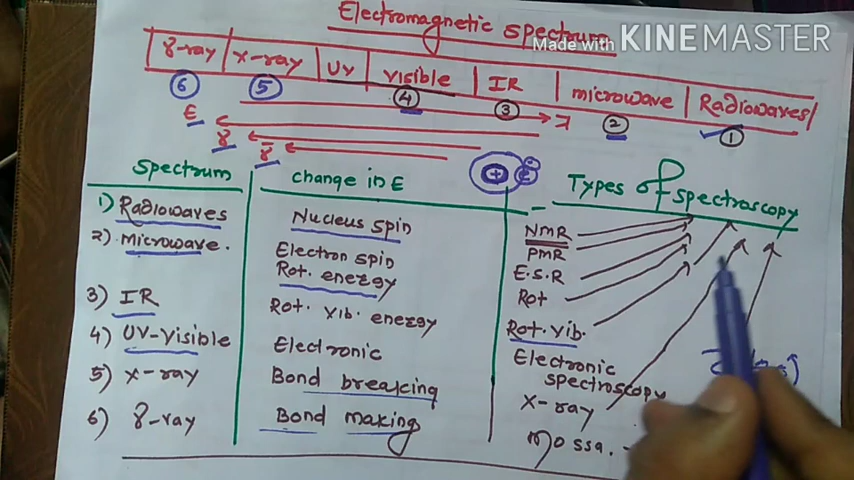 Electromagnetic spectrum
Made with KINEMASTER
γ-ray x-ray UV visible IR microwave Radiowaves
6 5 4 3 2 1
E
γ̄
γ̄
+ e-
Spectrum change in E Types of spectroscopy
1) Radiowaves Nucleus spin NMR
PMR
2) Microwave. Electron spin E.S.R
Rot. energy Rot
3) IR Rot. vib. energy Rot. vib.
4) UV-visible Electronic Electronic
spectroscopy
5) x-ray Bond breaking x-ray
6) γ-ray Bond making Mossa.